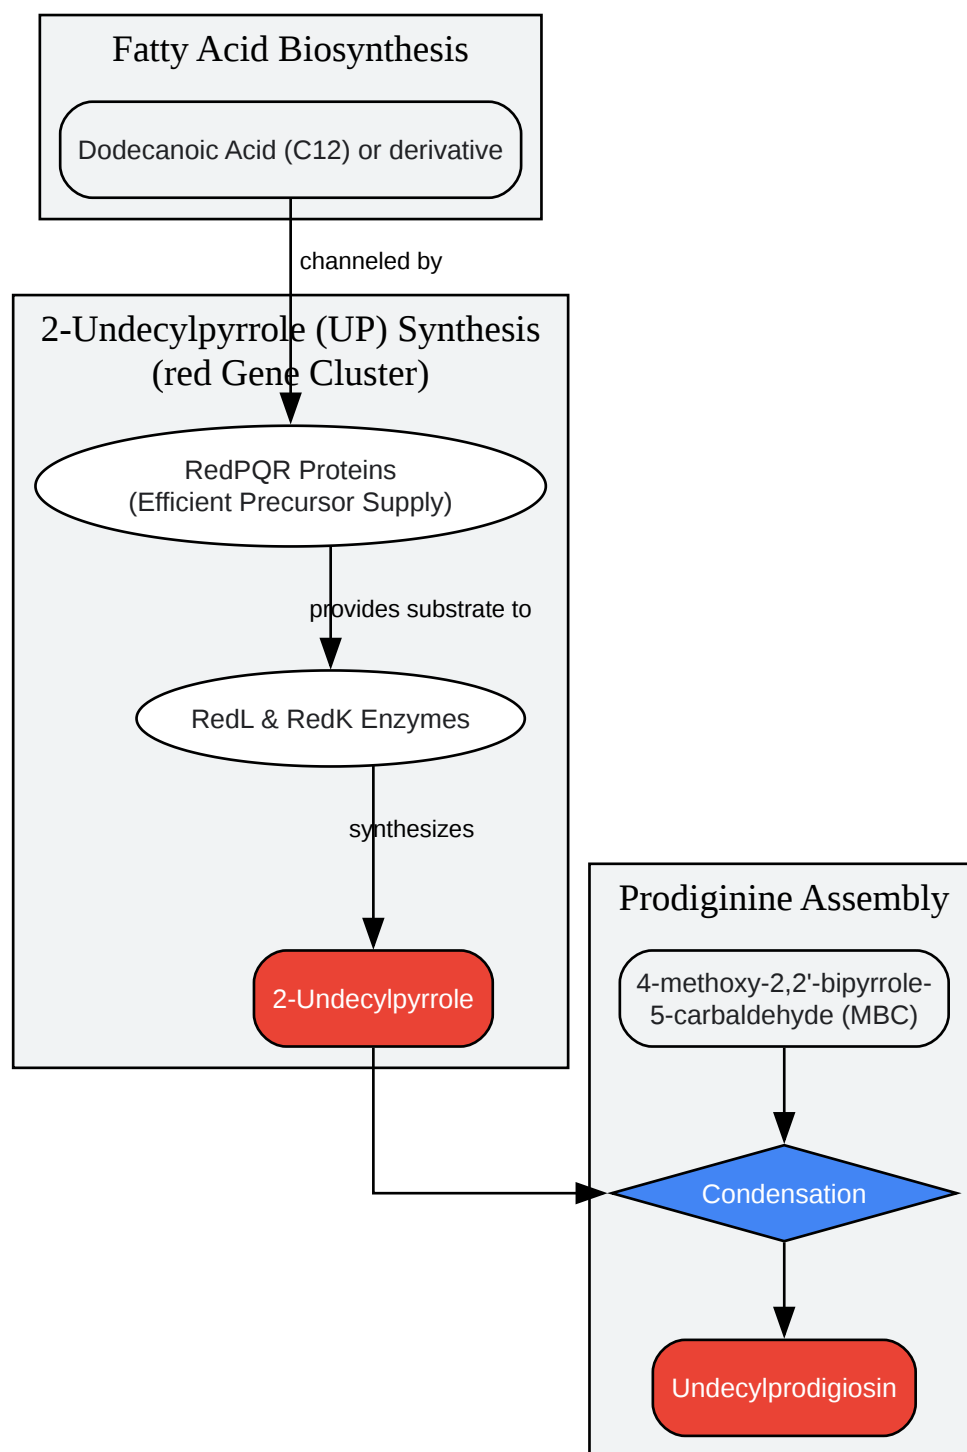 Fatty Acid Biosynthesis
Dodecanoic Acid (C12) or derivative
channeled by
2-Undecylpyrrole (UP) Synthesis
(red Gene Cluster)
RedPQR Proteins
(Efficient Precursor Supply)
provides substrate to
RedL & RedK Enzymes
synthesizes
2-Undecylpyrrole
Prodiginine Assembly
4-methoxy-2,2'-bipyrrole-
5-carbaldehyde (MBC)
Condensation
Undecylprodigiosin